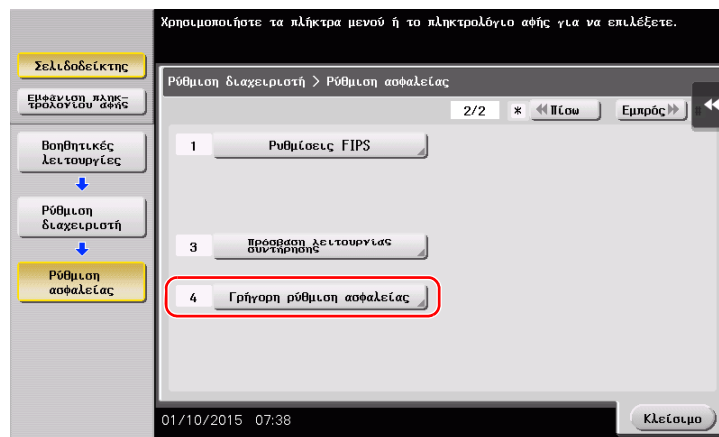 Χρησιμοποιήστε τα πλήκτρα μενού ή το πληκτρολόγιο αφής για να επιλέξετε.
Σελιδοδείκτης
Εμφάνιση πληκ-
τρολογίου αφής
Βοηθητικές
λειτουργίες
Ρύθμιση
διαχειριστή
Ρύθμιση
ασφαλείας
Ρύθμιση διαχειριστή > Ρύθμιση ασφαλείας
2/2 * Πίσω Εμπρός
1 Ρυθμίσεις FIPS
3 Πρόσβαση λειτουργίας
συντήρησης
4 Γρήγορη ρύθμιση ασφαλείας
01/10/2015 07:38
Κλείσιμο